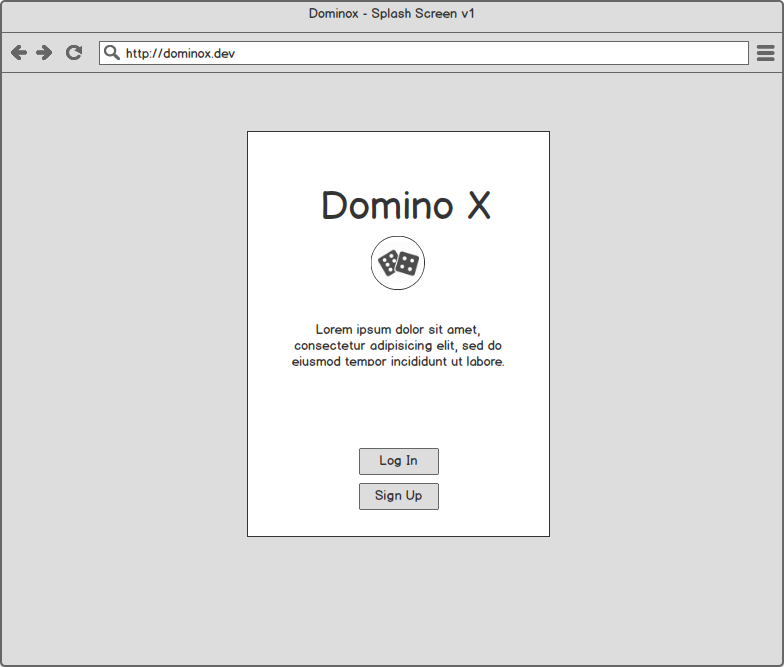 Dominox - Splash Screen v1
http://dominox.dev
Domino X
Lorem ipsum dolor sit amet,
consectetur adipisicing elit, sed do
eiusmod tempor incididunt ut labore.
Log In
Sign Up